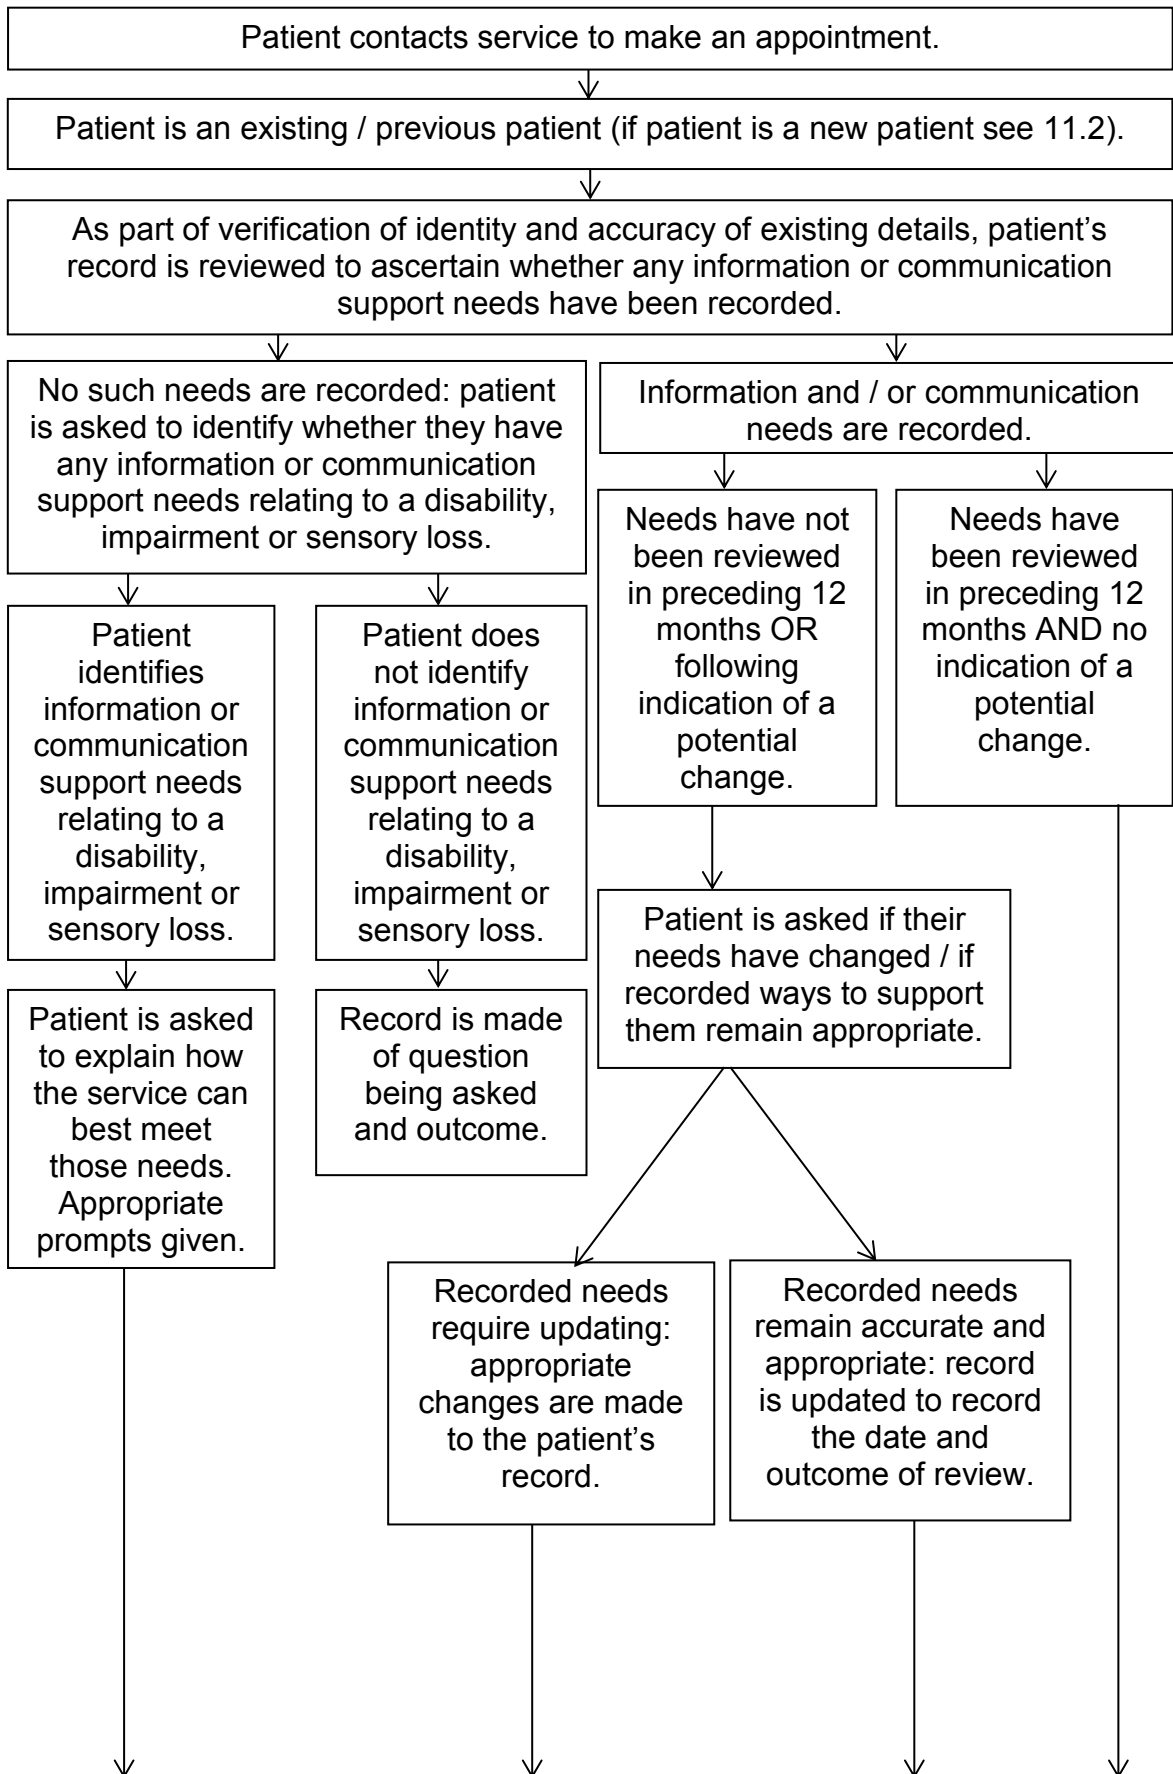 Patient contacts service to make an appointment.
Patient is an existing / previous patient (if patient is a new patient see 11.2).
As part of verification of identity and accuracy of existing details, patient’s
record is reviewed to ascertain whether any information or communication
support needs have been recorded.
No such needs are recorded: patient
is asked to identify whether they have
any information or communication
support needs relating to a disability,
impairment or sensory loss.
Information and / or communication
needs are recorded.
Patient
identifies
information or
communication
support needs
relating to a
disability,
impairment or
sensory loss.
Patient does
not identify
information or
communication
support needs
relating to a
disability,
impairment or
sensory loss.
Needs have not
been reviewed
in preceding 12
months OR
following
indication of a
potential
change.
Needs have
been reviewed
in preceding 12
months AND no
indication of a
potential
change.
Patient is asked if their
needs have changed / if
recorded ways to support
them remain appropriate.
Patient is asked
to explain how
the service can
best meet
those needs.
Appropriate
prompts given.
Record is made
of question
being asked
and outcome.
Recorded needs
require updating:
appropriate
changes are made
to the patient’s
record.
Recorded needs
remain accurate and
appropriate: record
is updated to record
the date and
outcome of review.